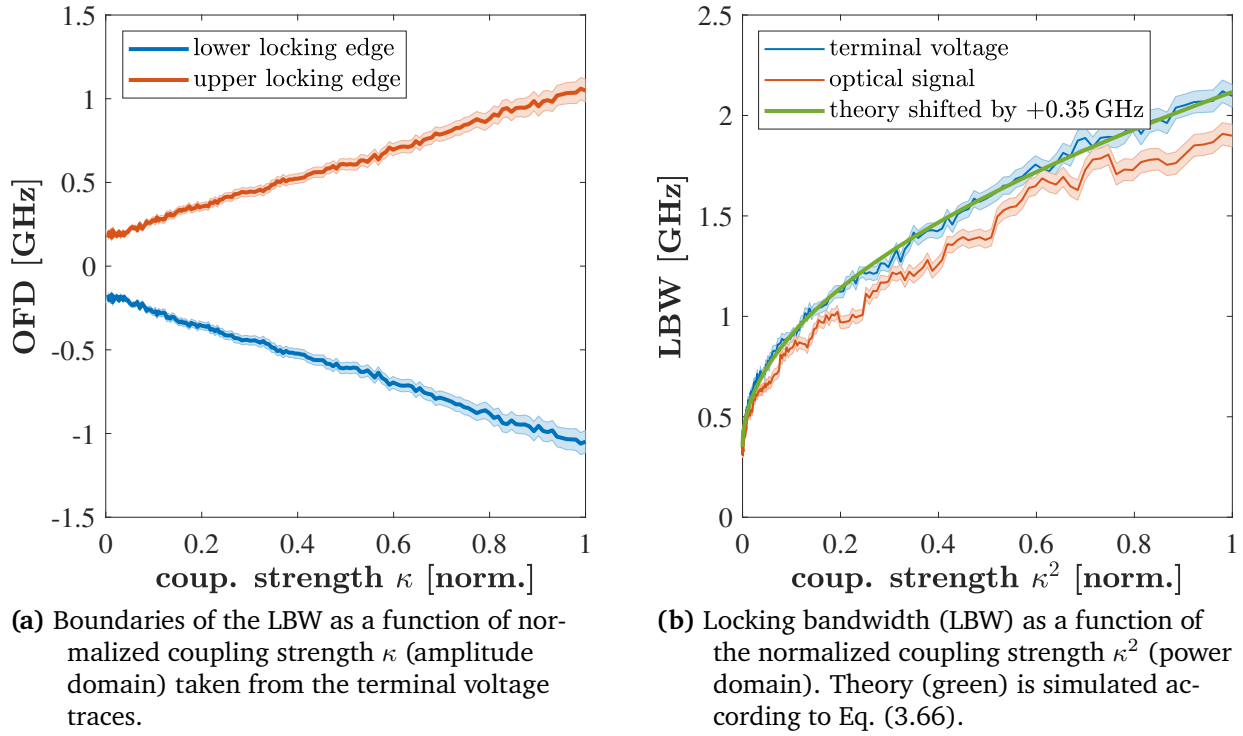 1.5
1
0.5
0
-0.5
-1
-1.5
OFD [GHz]
lower locking edge
upper locking edge
0 0.2 0.4 0.6 0.8 1
coup. strength κ [norm.]
(a) Boundaries of the LBW as a function of nor-
malized coupling strength κ (amplitude
domain) taken from the terminal voltage
traces.
2.5
2
1.5
1
0.5
0
LBW [GHz]
terminal voltage
optical signal
theory shifted by +0.35 GHz
0 0.2 0.4 0.6 0.8 1
coup. strength κ² [norm.]
(b) Locking bandwidth (LBW) as a function of
the normalized coupling strength κ² (power
domain). Theory (green) is simulated ac-
cording to Eq. (3.66).